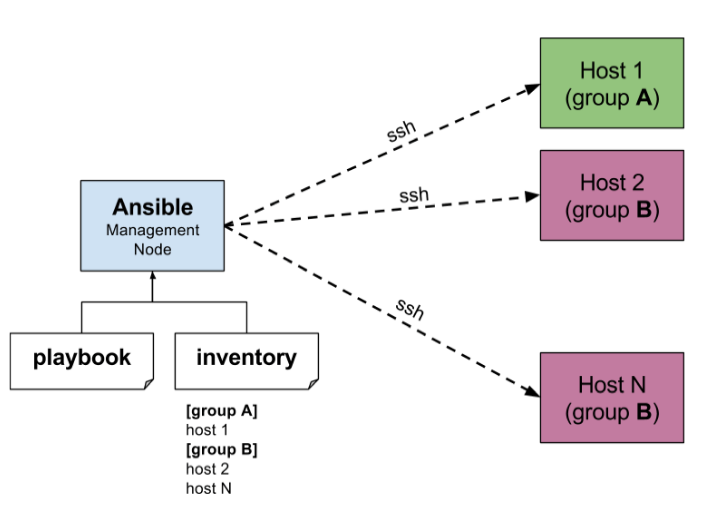 Host 1
(group A)
ssh
Host 2
(group B)
ssh
Ansible
Management
Node
ssh
playbook
inventory
Host N
(group B)
[group A]
host 1
[group B]
host 2
host N